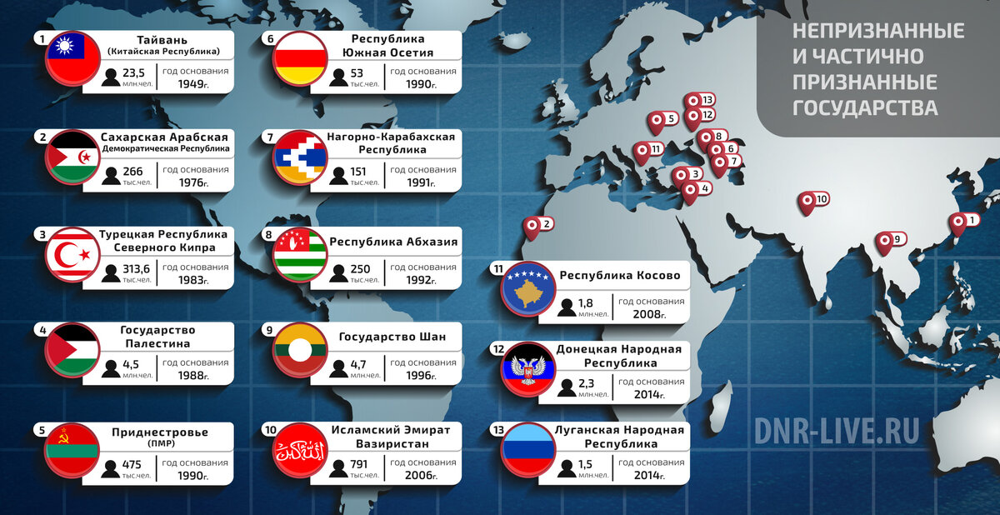 НЕПРИЗНАННЫЕ
И ЧАСТИЧНО
ПРИЗНАННЫЕ
ГОСУДАРСТВА
1
Тайвань
(Китайская Республика)
23,5
млн.чел.
год основания
1949г.
2
Сахарская Арабская
Демократическая Республика
266
тыс.чел.
год основания
1976г.
3
Турецкая Республика
Северного Кипра
313,6
тыс.чел.
год основания
1983г.
4
Государство
Палестина
4,5
млн.чел.
год основания
1988г.
5
Приднестровье
(ПМР)
475
тыс.чел.
год основания
1990г.
6
Республика
Южная Осетия
53
тыс.чел.
год основания
1990г.
7
Нагорно-Карабахская
Республика
151
тыс.чел.
год основания
1991г.
8
Республика Абхазия
250
тыс.чел.
год основания
1992г.
9
Государство Шан
4,7
млн.чел.
год основания
1996г.
10
Исламский Эмират
Вазиристан
791
тыс.чел.
год основания
2006г.
11
Республика Косово
1,8
млн.чел.
год основания
2008г.
12
Донецкая Народная
Республика
2,3
млн.чел.
год основания
2014г.
13
Луганская Народная
Республика
1,5
млн.чел.
год основания
2014г.
13
12
5
8
6
11
7
3
4
10
2
1
9
DNR-LIVE.RU